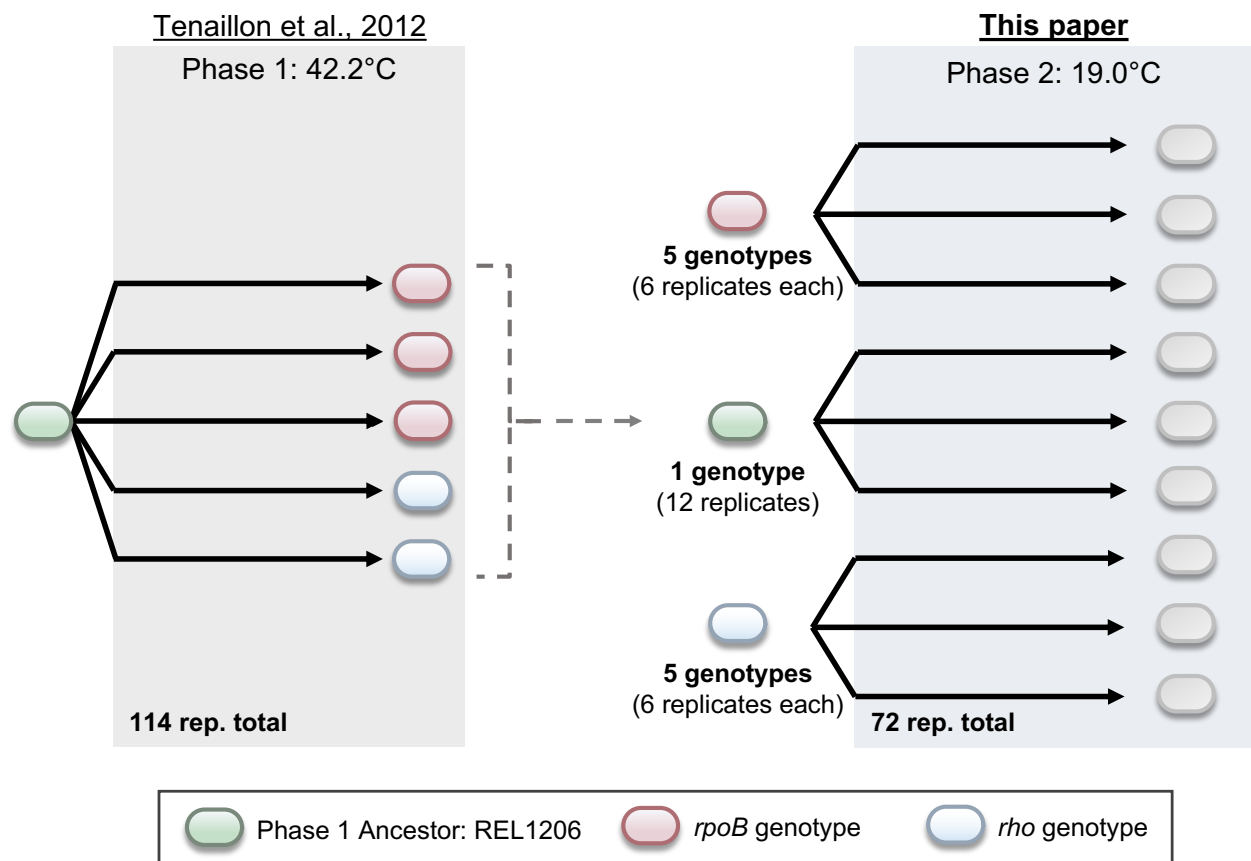 Tenaillon et al., 2012
Phase 1: 42.2°C
114 rep. total
This paper
Phase 2: 19.0°C
5 genotypes
(6 replicates each)
1 genotype
(12 replicates)
5 genotypes
(6 replicates each)
72 rep. total
Phase 1 Ancestor: REL1206
rpoB genotype
rho genotype